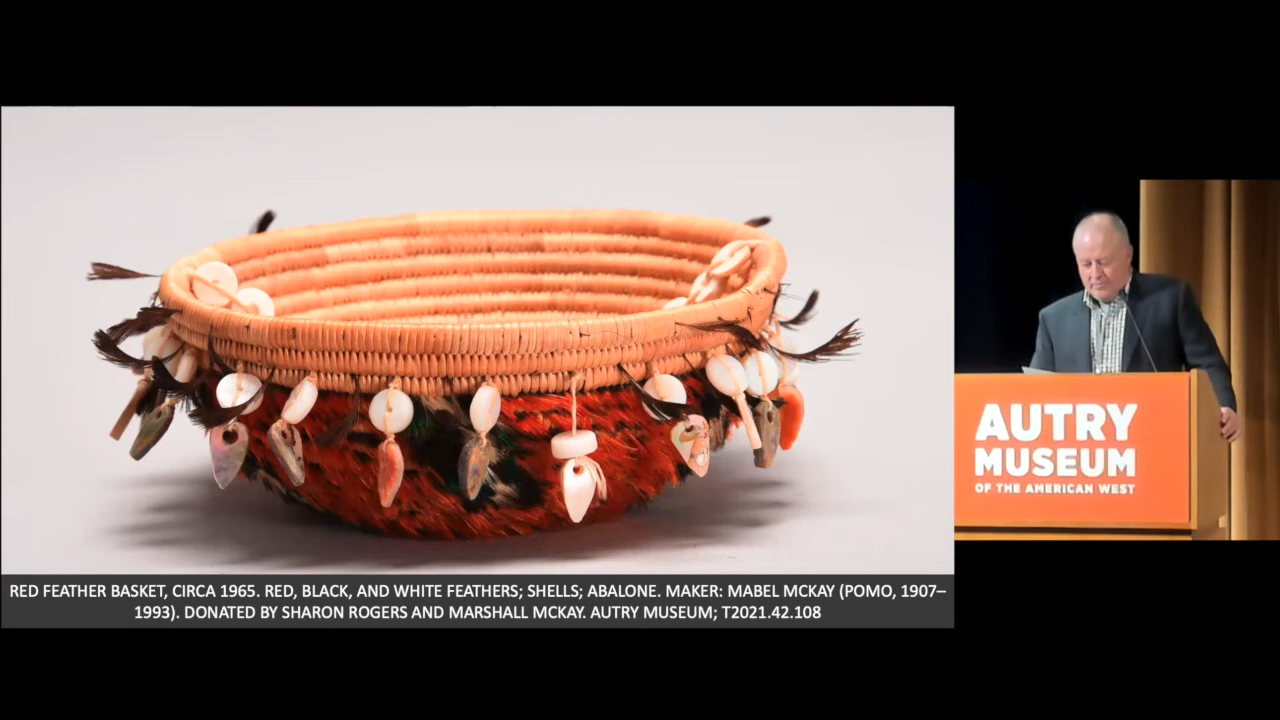 RED FEATHER BASKET, CIRCA 1965. RED, BLACK, AND WHITE FEATHERS; SHELLS; ABALONE. MAKER: MABEL MCKAY (POMO, 1907–
1993). DONATED BY SHARON ROGERS AND MARSHALL MCKAY. AUTRY MUSEUM; T2021.42.108
AUTRY
MUSEUM
OF THE AMERICAN WEST